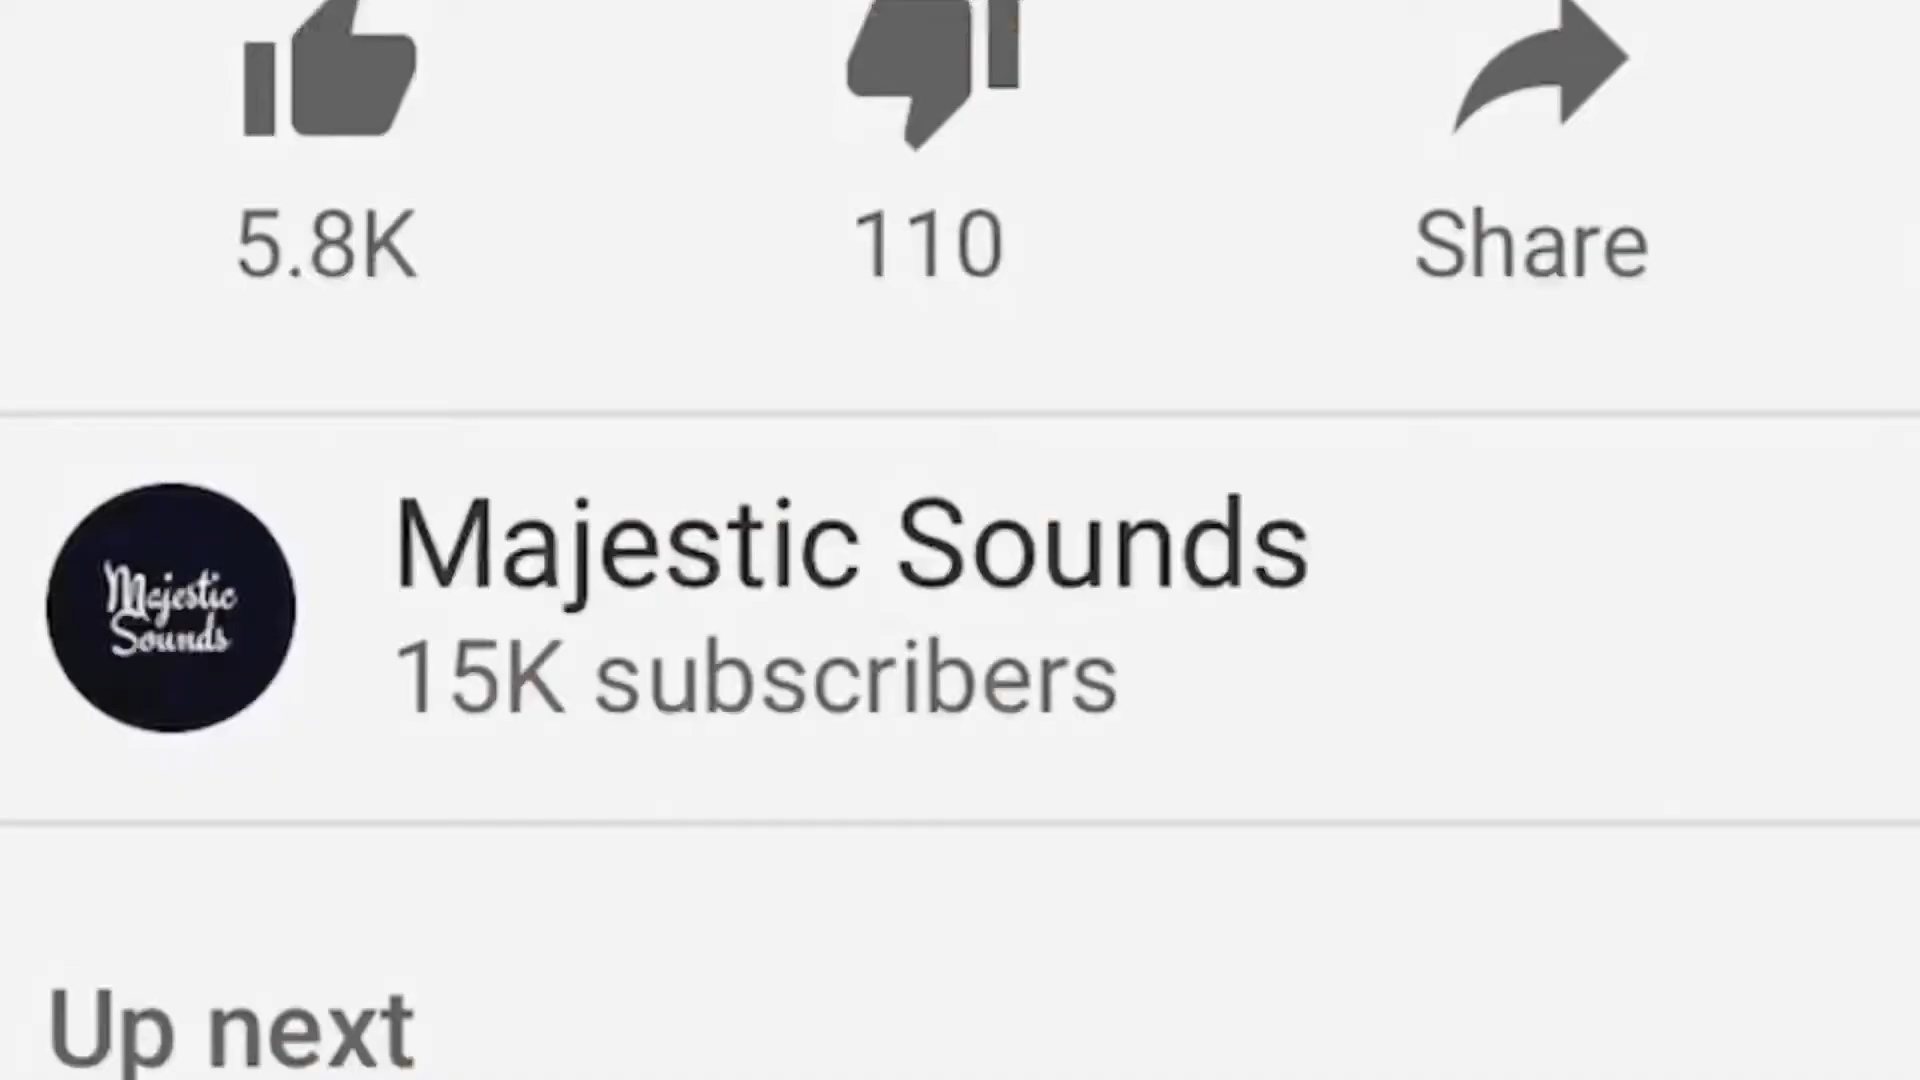 5.8K 110 Share
Majestic Sounds
Majestic
Sounds
15K subscribers
Up next